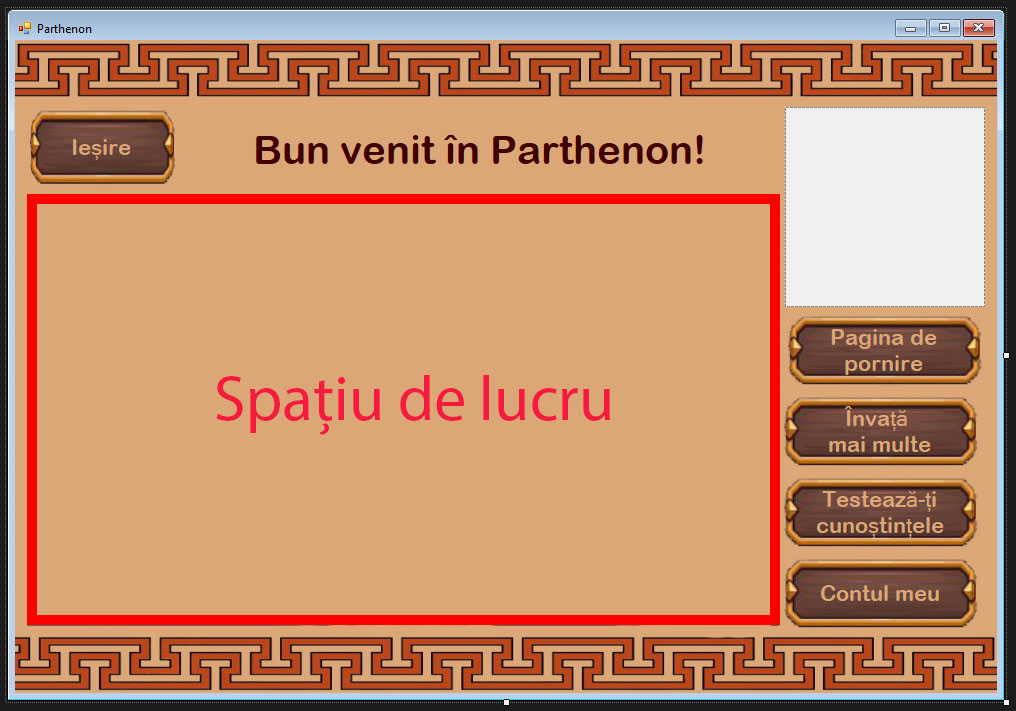 Parthenon
Ieșire
Bun venit în Parthenon!
Spațiu de lucru
Pagina de
pornire
Învață
mai multe
Testează-ți
cunoștințele
Contul meu